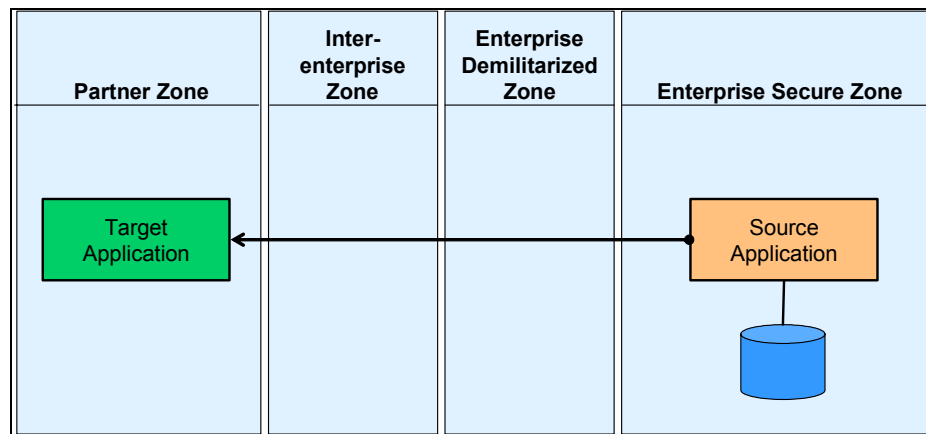 Partner Zone
Inter-
enterprise
Zone
Enterprise
Demilitarized
Zone
Enterprise Secure Zone
Target
Application
Source
Application